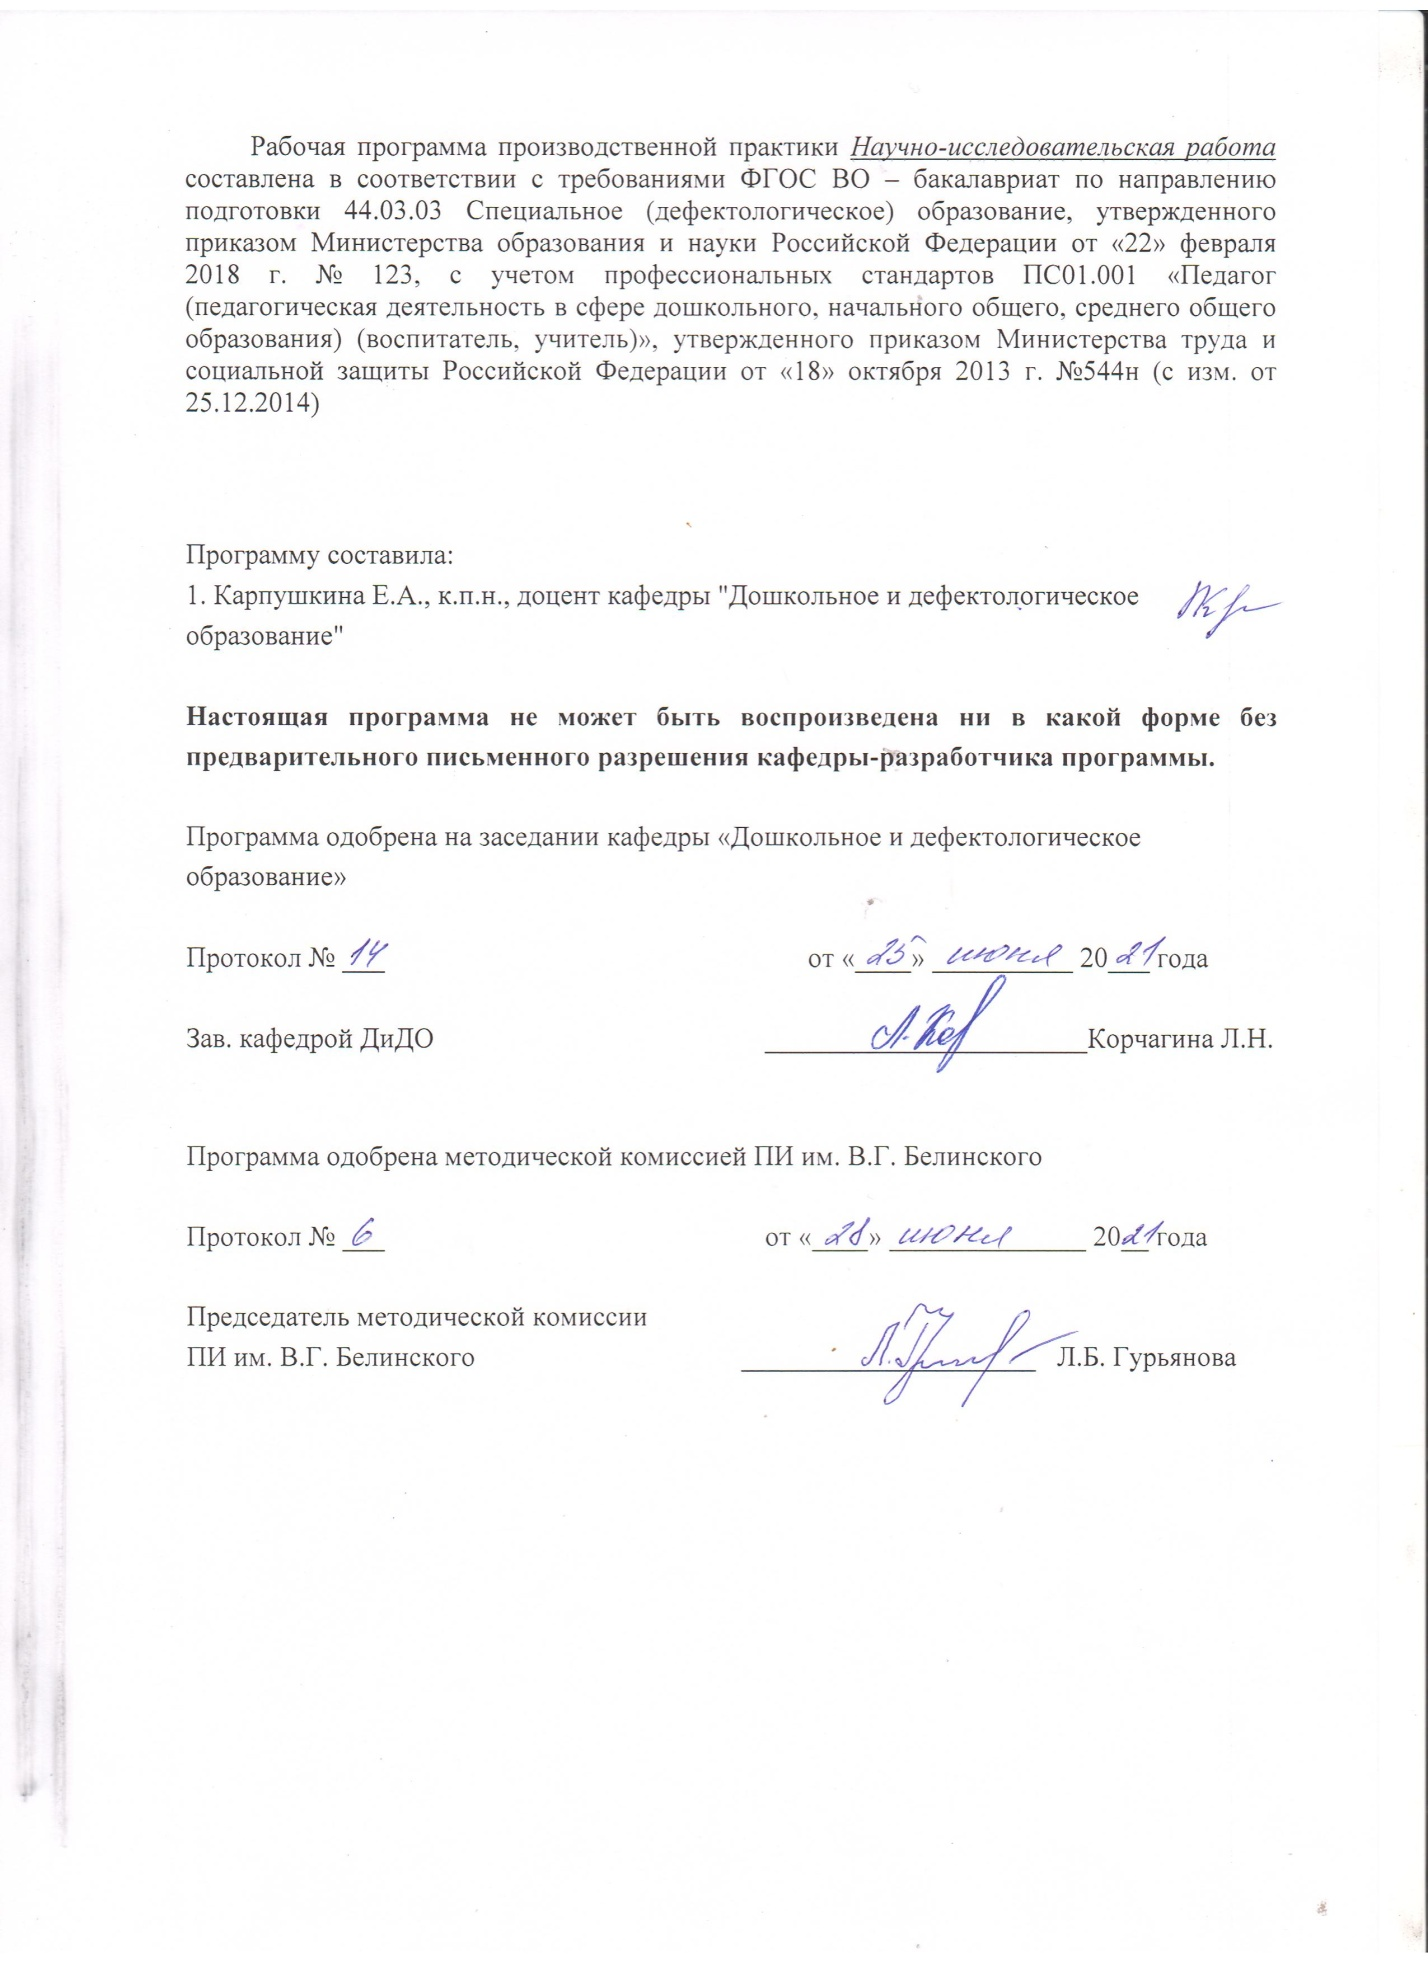 Рабочая программа производственной практики Научно-исследовательская работа
составлена в соответствии с требованиями ФГОС ВО – бакалавриат по направлению
подготовки 44.03.03 Специальное (дефектологическое) образование, утвержденного
приказом Министерства образования и науки Российской Федерации от «22» февраля
2018 г. № 123, с учетом профессиональных стандартов ПС01.001 «Педагог
(педагогическая деятельность в сфере дошкольного, начального общего, среднего общего
образования) (воспитатель, учитель)», утвержденного приказом Министерства труда и
социальной защиты Российской Федерации от «18» октября 2013 г. №544н (с изм. от
25.12.2014)
Программу составила:
1. Карпушкина Е.А., к.п.н., доцент кафедры "Дошкольное и дефектологическое
образование"
Настоящая программа не может быть воспроизведена ни в какой форме без
предварительного письменного разрешения кафедры-разработчика программы.
Программа одобрена на заседании кафедры «Дошкольное и дефектологическое
образование»
Протокол № 14 от «25» июня 2021 года
Зав. кафедрой ДиДО Корчагина Л.Н.
Программа одобрена методической комиссией ПИ им. В.Г. Белинского
Протокол № 6 от «28» июня 2021 года
Председатель методической комиссии
ПИ им. В.Г. Белинского Л.Б. Гурьянова